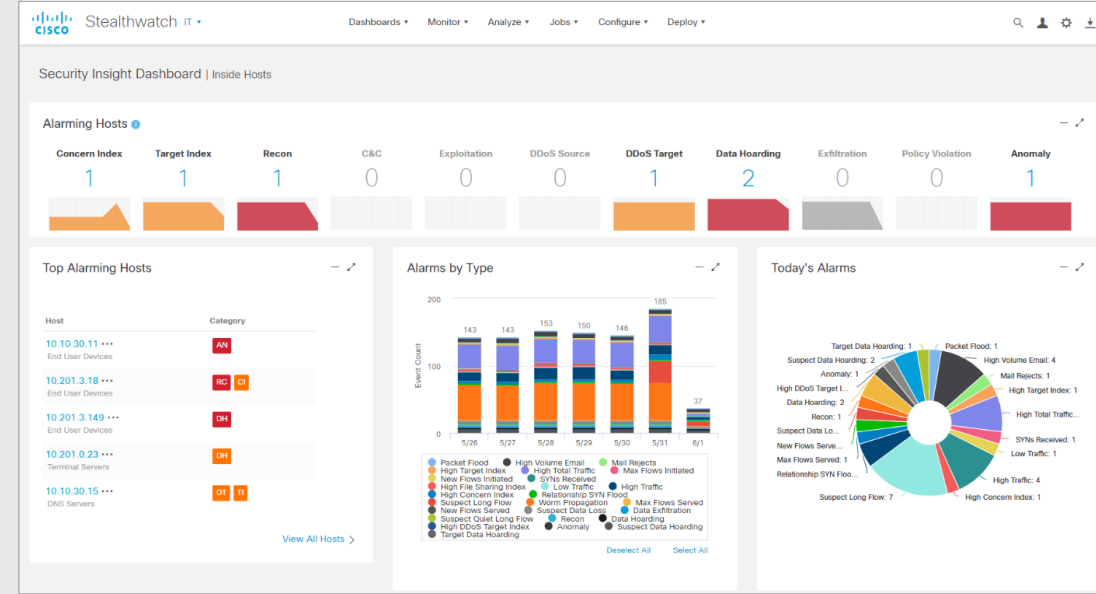 CISCO
Stealthwatch IT
Dashboards Monitor Analyze Jobs Configure Deploy
Security Insight Dashboard | Inside Hosts
Alarming Hosts
Concern Index Target Index Recon C&C Exploitation DDoS Source DDoS Target Data Hoarding Exfiltration Policy Violation Anomaly
1 1 1 0 0 0 1 2 0 0 1
Top Alarming Hosts
Host Category
10.10.30.11 ••• AN
End User Devices
10.201.3.18 ••• RC CI
End User Devices
10.201.3.149 ••• DH
End User Devices
10.201.0.23 ••• DH
Terminal Servers
10.10.30.15 ••• DT TI
DNS Servers
View All Hosts >
Alarms by Type
200
185
143 143 153 150 146
Event Count
100
37
0
5/26 5/27 5/28 5/29 5/30 5/31 6/1
Packet Flood High Volume Email Mail Rejects
High Target Index High Total Traffic Max Flows Initiated
New Flows Initiated SYNs Received
High File Sharing Index Low Traffic High Traffic
High Concern Index Relationship SYN Flood
Suspect Long Flow Worm Propagation Max Flows Served
New Flows Served Suspect Data Loss Data Exfiltration
Suspect Quiet Long Flow Recon Data Hoarding
High DDoS Target Index Anomaly Suspect Data Hoarding
Target Data Hoarding
Deselect All Select All
Today's Alarms
Target Data Hoarding: 1 Packet Flood: 1
Suspect Data Hoarding: 2 High Volume Email: 4
Anomaly: 1 Mail Rejects: 1
High DDoS Target I... High Target Index: 1
Data Hoarding: 2
Recon: 1 High Total Traffic...
Suspect Data Lo...
New Flows Serve... SYNs Received: 1
Max Flows Served: 1 Low Traffic: 1
Relationship SYN Floo... High Traffic: 4
Suspect Long Flow: 7 High Concern Index: 1